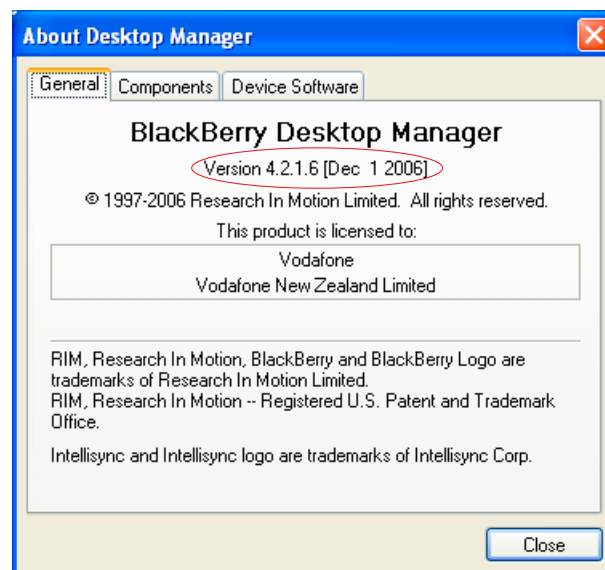 About Desktop Manager
General Components Device Software
BlackBerry Desktop Manager
Version 4.2.1.6 [Dec 1 2006]
© 1997-2006 Research In Motion Limited. All rights reserved.
This product is licensed to:
Vodafone
Vodafone New Zealand Limited
RIM, Research In Motion, BlackBerry and BlackBerry Logo are
trademarks of Research In Motion Limited.
RIM, Research In Motion -- Registered U.S. Patent and Trademark
Office.
Intellisync and Intellisync logo are trademarks of Intellisync Corp.
Close